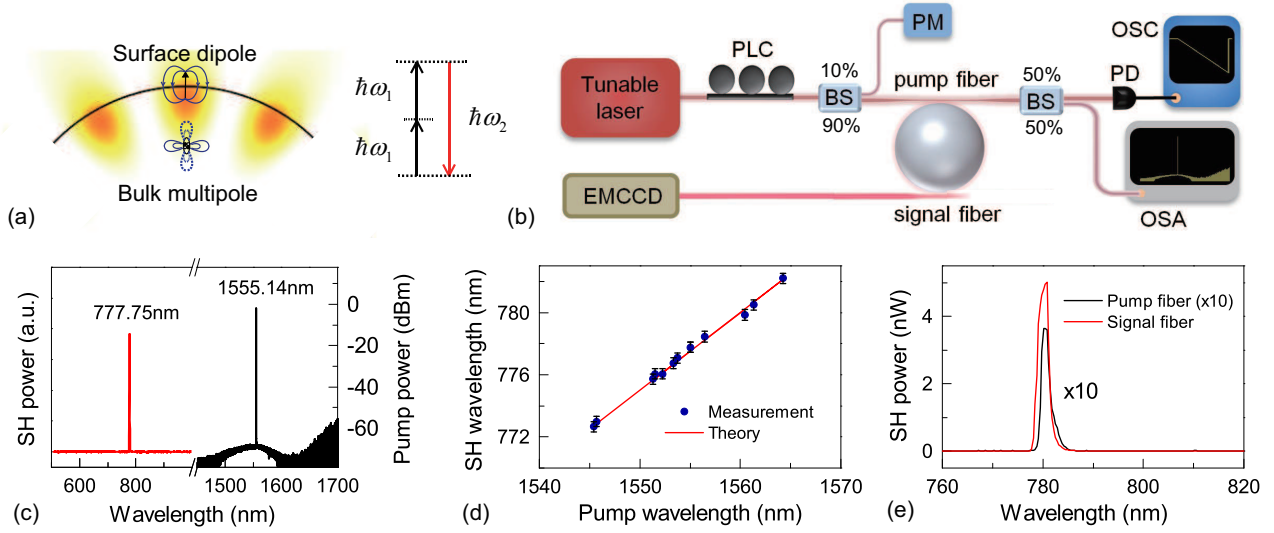 (a)
Surface dipole
Bulk multipole
ħω₁
ħω₁
ħω₂
(b)
Tunable
laser
PLC
10%
BS
90%
PM
pump fiber
50%
BS
50%
PD
OSC
OSA
EMCCD
signal fiber
(c)
SH power (a.u.)
777.75nm
1555.14nm
Pump power (dBm)
0
-20
-40
-60
600
800
1500
1600
1700
Wavelength (nm)
(d)
SH wavelength (nm)
780
776
772
Measurement
Theory
1540
1550
1560
1570
Pump wavelength (nm)
(e)
SH power (nW)
4
2
0
Pump fiber (x10)
Signal fiber
x10
760
780
800
820
Wavelength (nm)